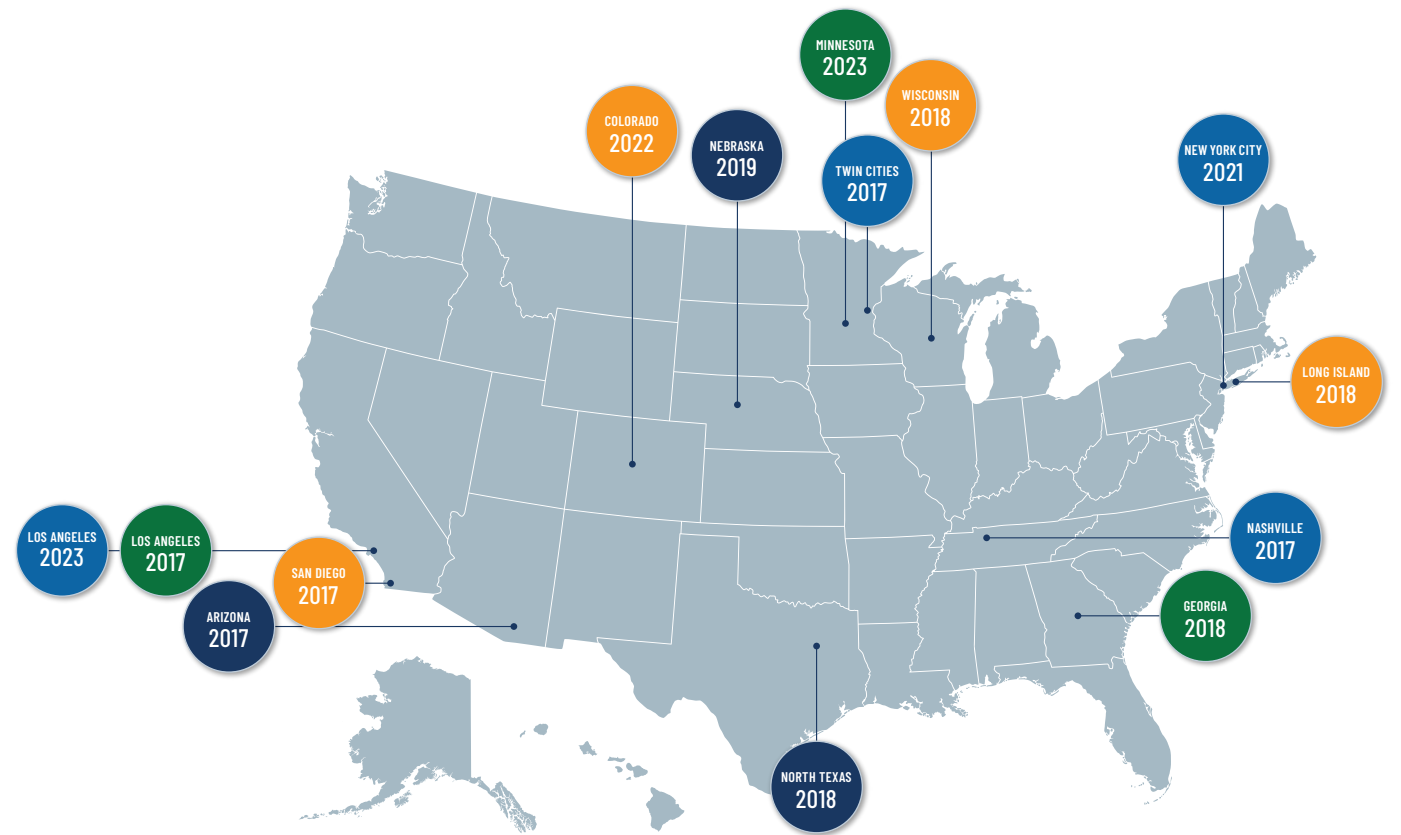 MINNESOTA
2023
WISCONSIN
2018
COLORADO
2022
NEBRASKA
2019
TWIN CITIES
2017
NEW YORK CITY
2021
LONG ISLAND
2018
LOS ANGELES
2023
LOS ANGELES
2017
SAN DIEGO
2017
ARIZONA
2017
NASHVILLE
2017
GEORGIA
2018
NORTH TEXAS
2018